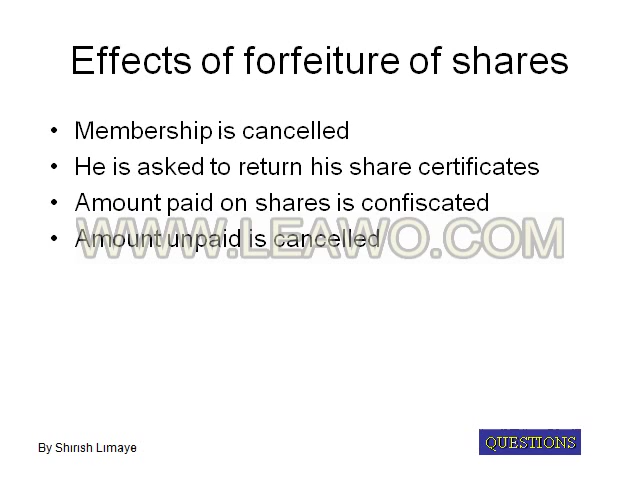 Effects of forfeiture of shares
• Membership is cancelled
• He is asked to return his share certificates
• Amount paid on shares is confiscated
• Amount unpaid is cancelled
WWW.LEAWO.COM
By Shirish Limaye
QUESTIONS